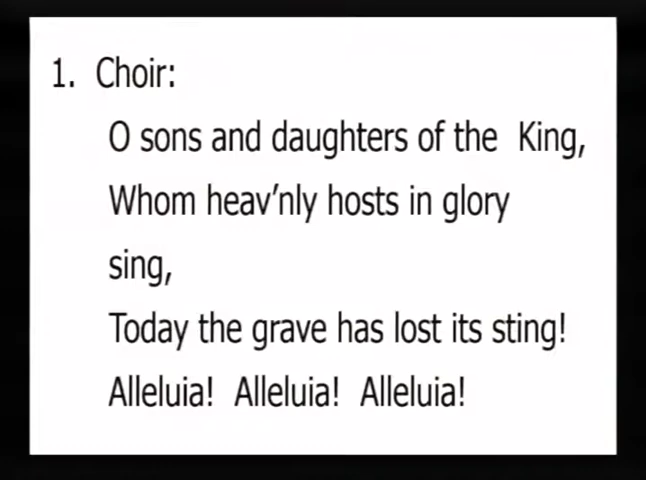 1. Choir:
O sons and daughters of the King,
Whom heav'nly hosts in glory
sing,
Today the grave has lost its sting!
Alleluia! Alleluia! Alleluia!